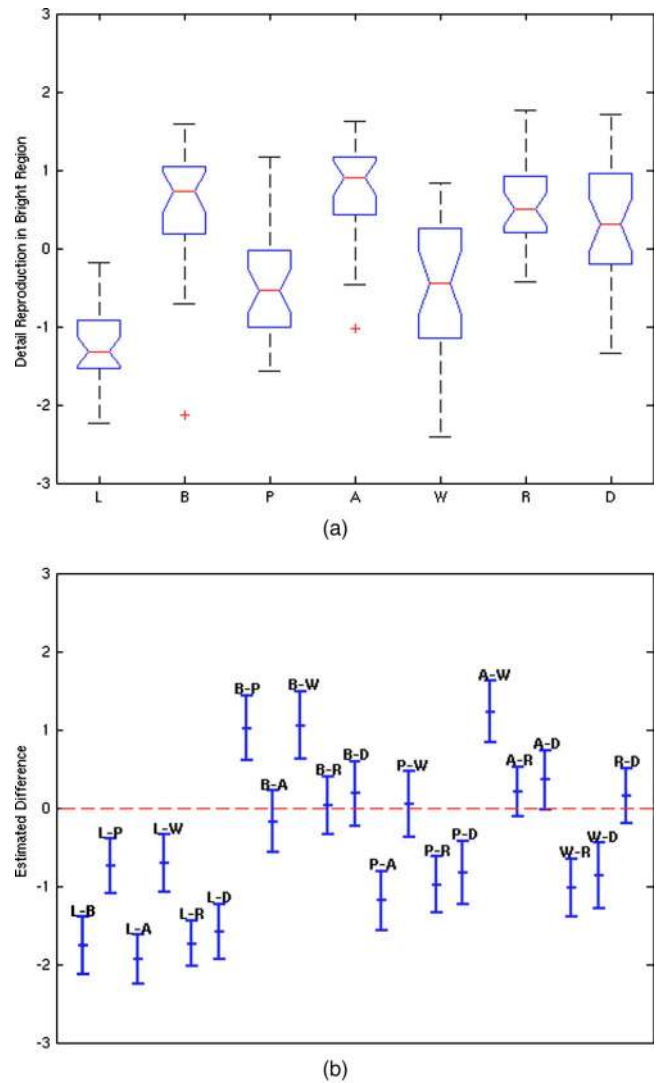 3
2
1
0
-1
-2
-3
Detail Reproduction in Bright Region
L B P A W R D
(a)
3
2
1
0
-1
-2
-3
Estimated Difference
L-B
L-P
L-A
L-W
L-R
L-D
B-P
B-A
B-W
B-R
B-D
P-A
P-W
P-R
P-D
A-W
A-R
A-D
W-R
W-D
R-D
(b)